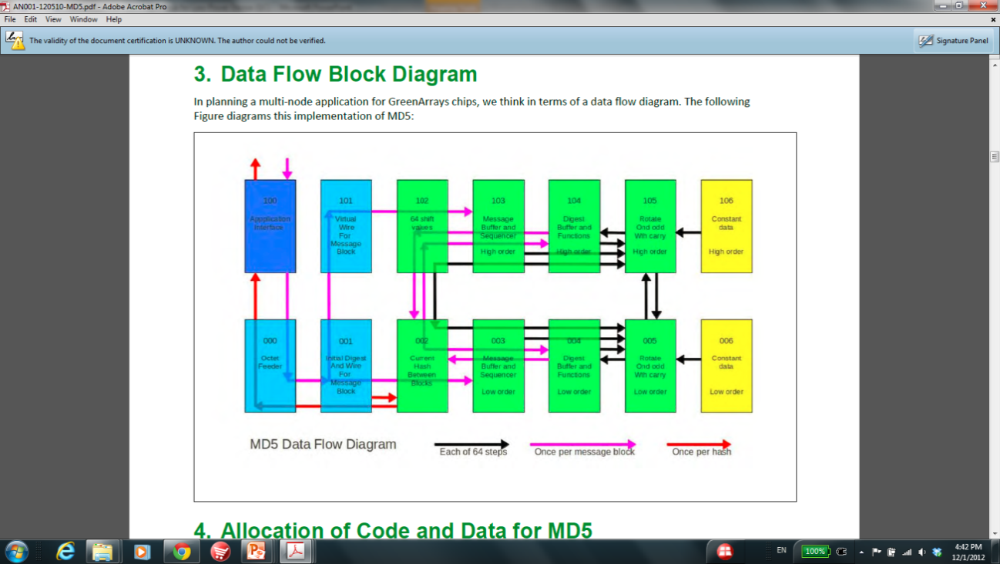 AN001-120510-MD5.pdf - Adobe Acrobat Pro
File Edit View Window Help
The validity of the document certification is UNKNOWN. The author could not be verified.
Signature Panel
3. Data Flow Block Diagram
In planning a multi-node application for GreenArrays chips, we think in terms of a data flow diagram. The following
Figure diagrams this implementation of MD5:
100
Appplication
Interface
101
Virtual
Wire
For
Message
Block
102
64 shift
values
103
Message
Buffer and
Sequencer
High order
104
Digest
Buffer and
Functions
High order
105
Rotate
Ond odd
Wth carry
High order
106
Constant
data
High order
000
Octet
Feeder
001
Initial Digest
And Wire
For
Message
Block
002
Current
Hash
Between
Blocks
003
Message
Buffer and
Sequencer
Low order
004
Digest
Buffer and
Functions
Low order
005
Rotate
Ond odd
Wth carry
Low order
006
Constant
data
Low order
MD5 Data Flow Diagram
Each of 64 steps
Once per message block
Once per hash
4. Allocation of Code and Data for MD5
EN
100%
4:42 PM
12/1/2012